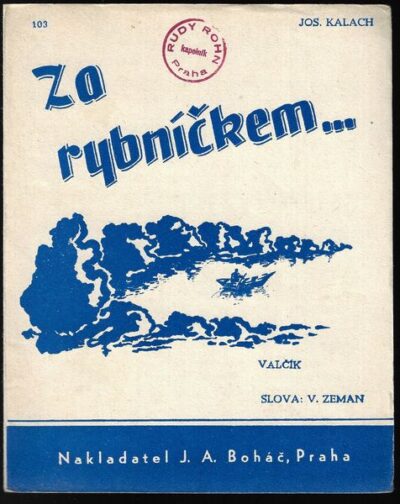 103
JOS. KALACH
RUDY ROHN
kapelník
Praha
Za
rybníčkem...
VALČÍK
SLOVA: V. ZEMAN
Nakladatel J. A. Boháč, Praha